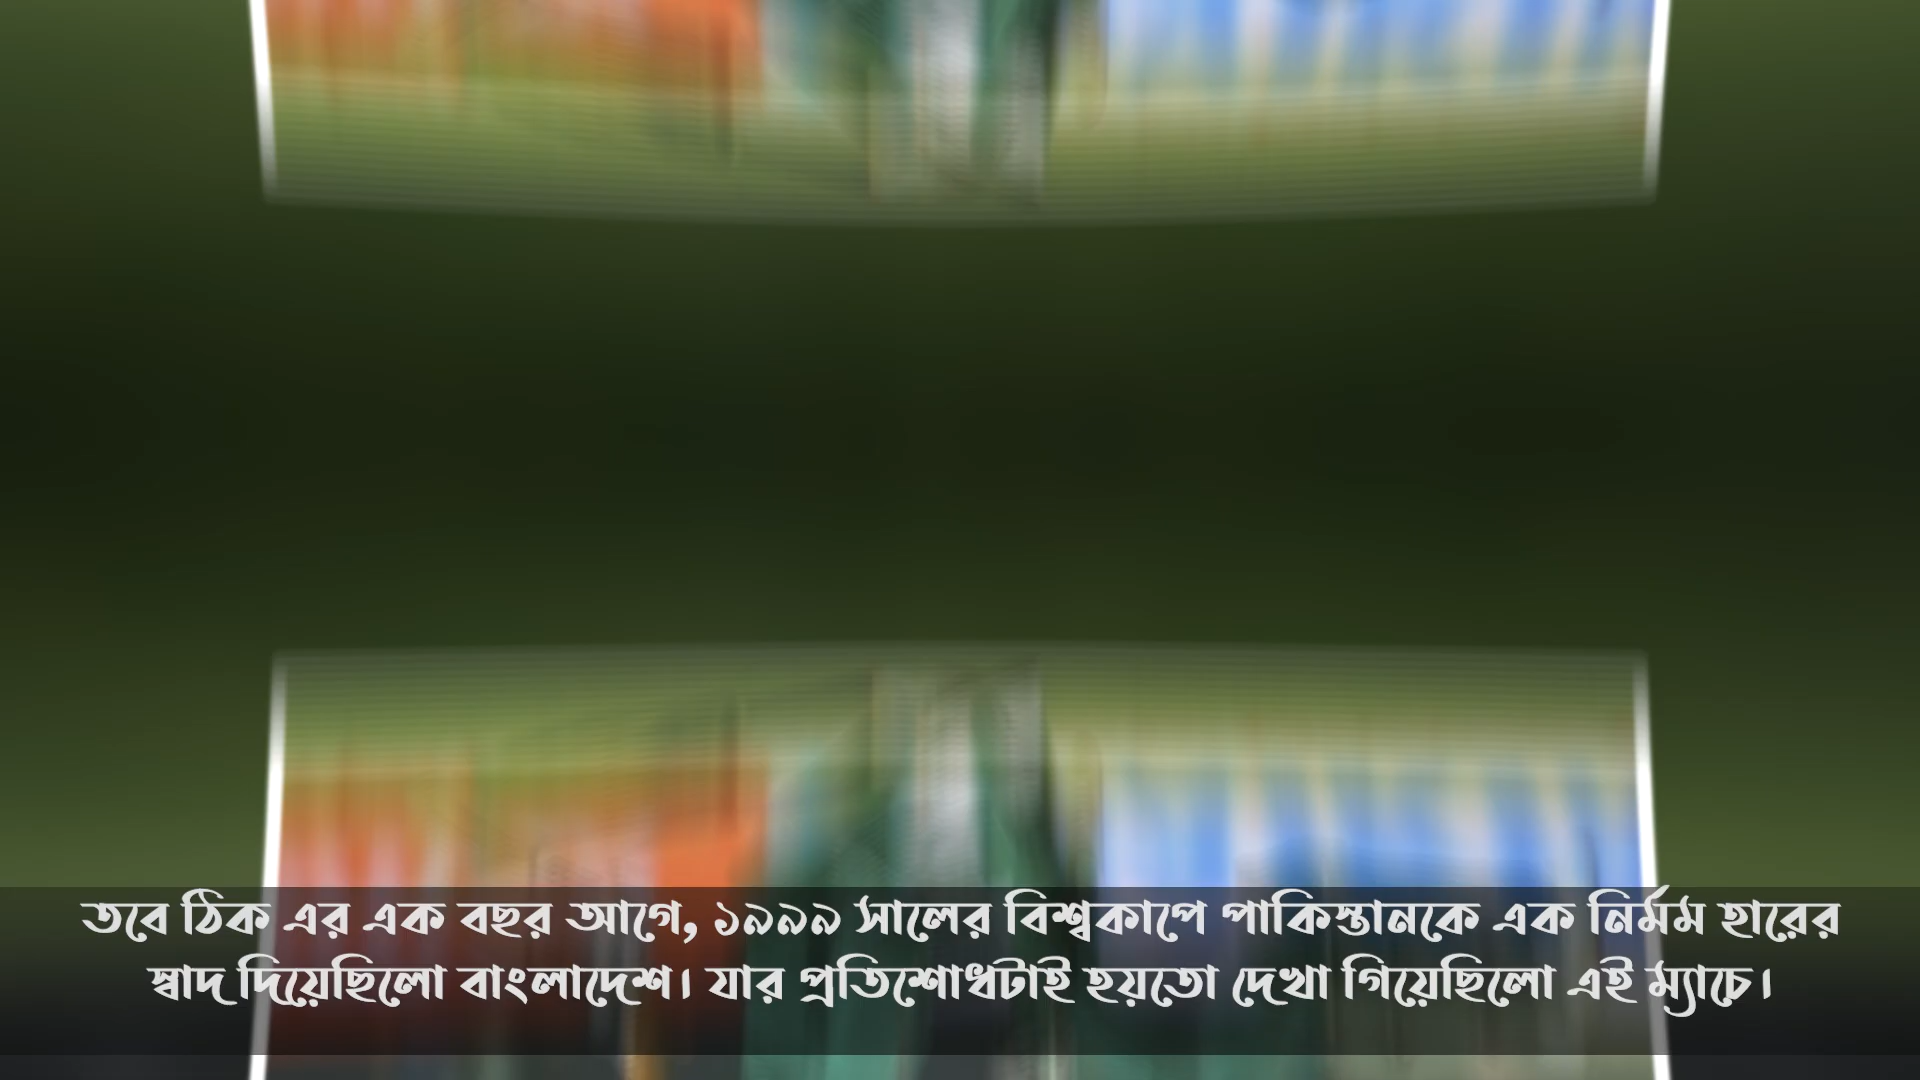 তবে ঠিক এর এক বছর আগে, ১৯৯৯ সালের বিশ্বকাপে পাকিস্তানকে এক নির্মম হারের
স্বাদ দিয়েছিলো বাংলাদেশ। যার প্রতিশোধটাই হয়তো দেখা গিয়েছিলো এই ম্যাচে।